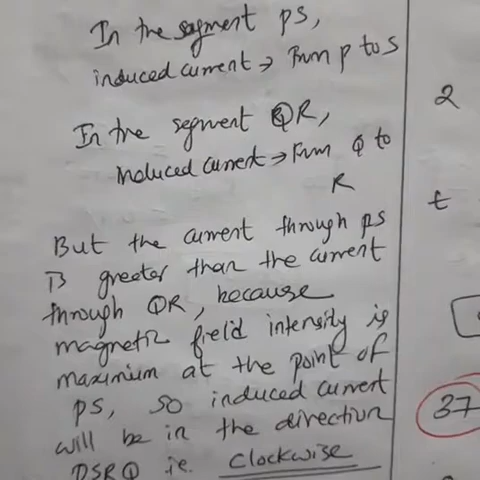 In the segment PS,
induced current → From P to S
In the segment QR,
induced current → From Q to
R
But the current through PS
is greater than the current
through QR, because
magnetic field intensity is
maximum at the point of
PS, so induced current
will be in the direction
PSRQ ie. Clockwise
2
t
37